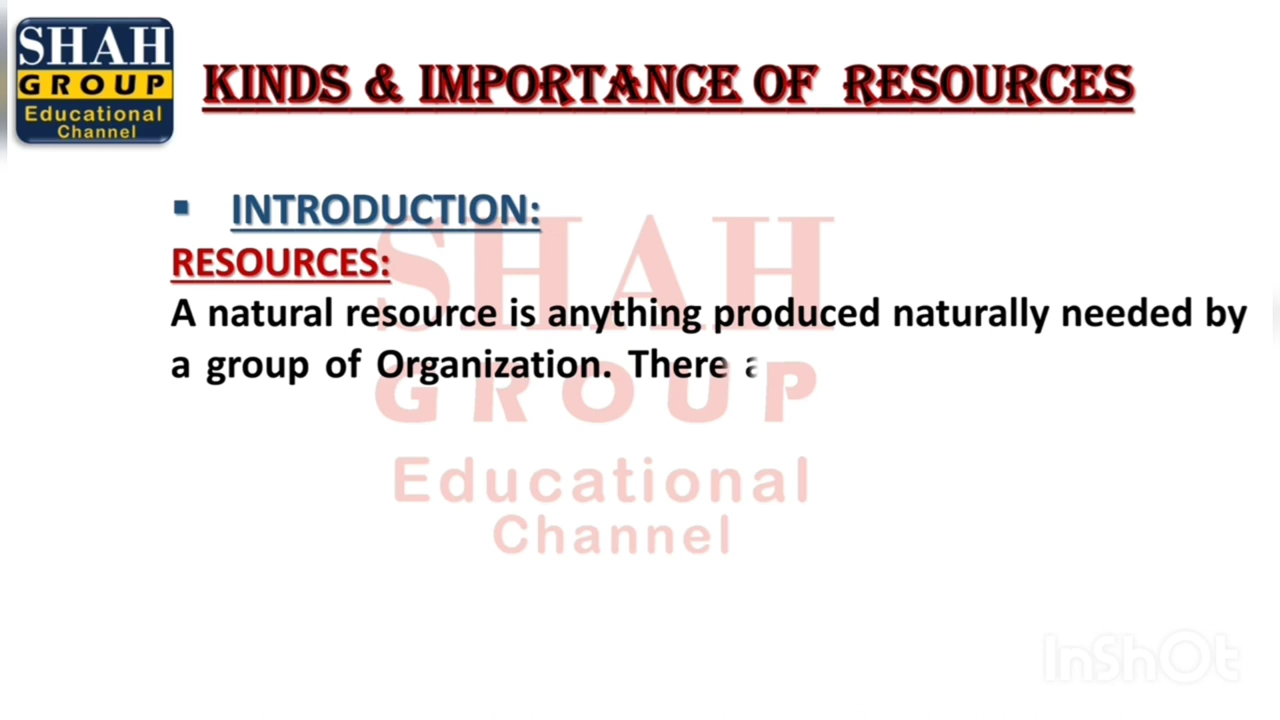 SHAH
GROUP
Educational
Channel
KINDS & IMPORTANCE OF RESOURCES
▪ INTRODUCTION:
RESOURCES:
A natural resource is anything produced naturally needed by
a group of Organization. There a
SHAH
GROUP
Educational
Channel
InShOt